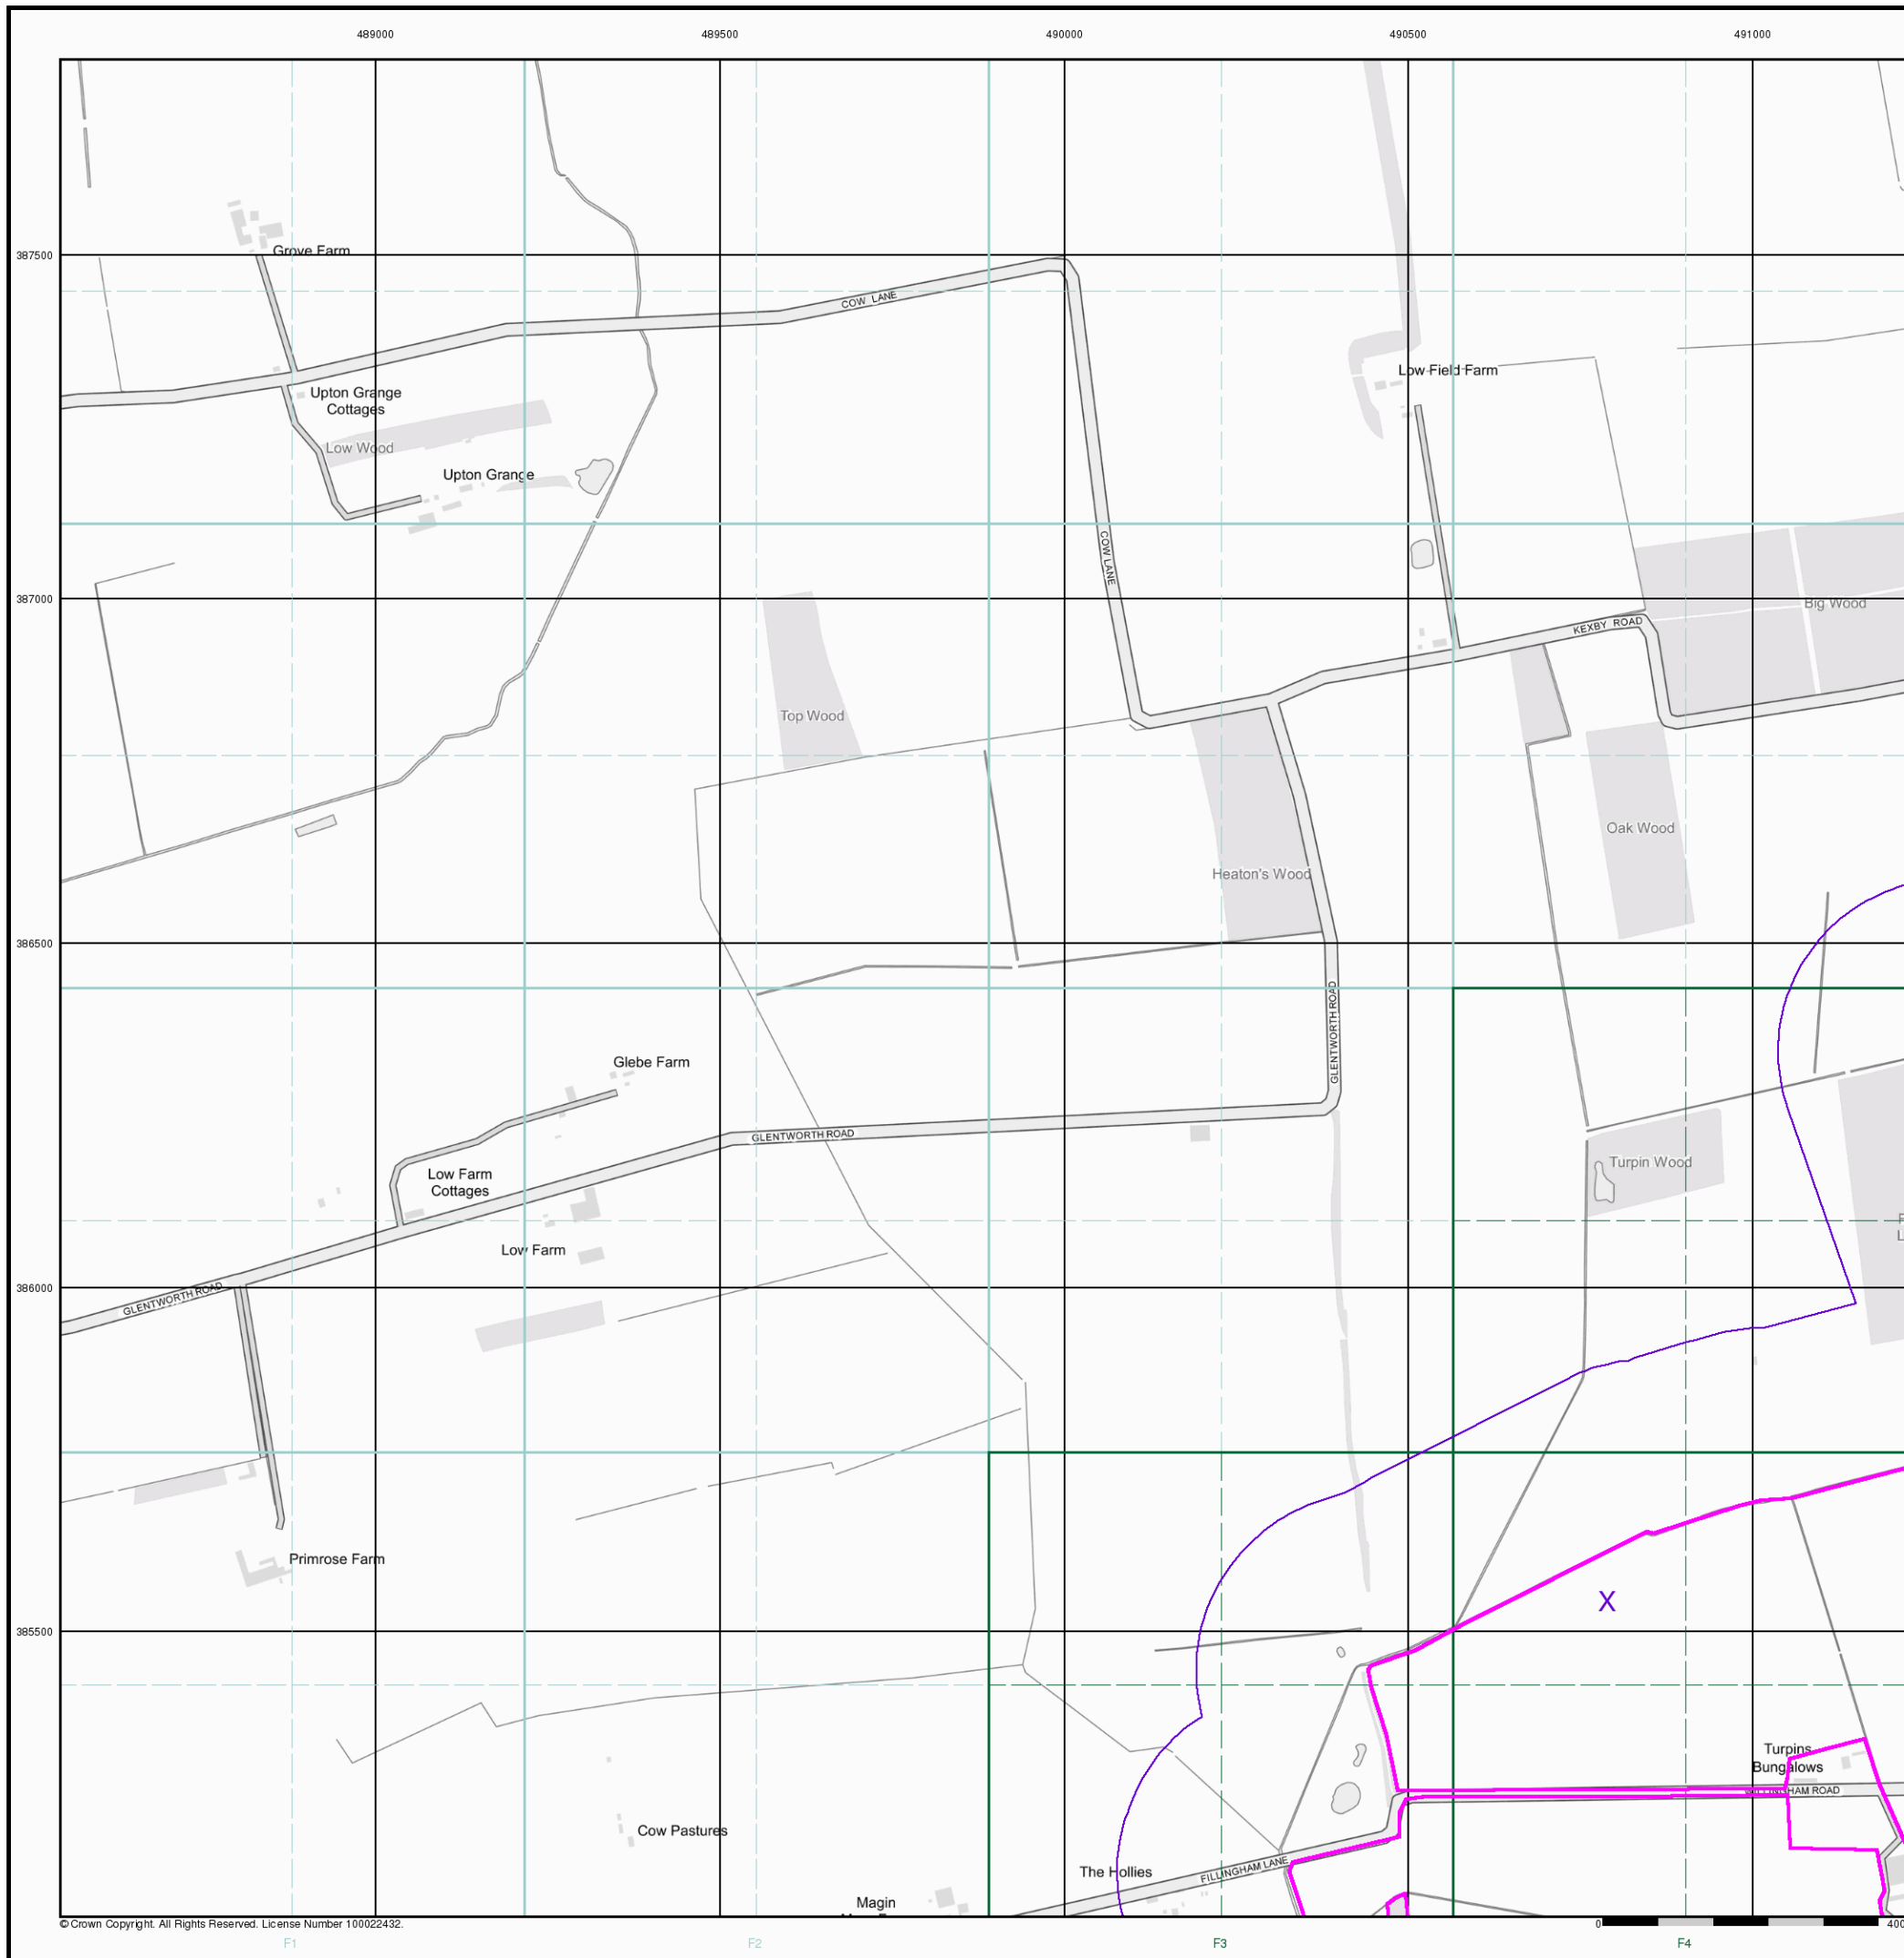 489000 489500 490000 490500 491000
387500
Grove Farm
COW LANE
Low Field Farm
Upton Grange
Cottages
Low Wood
Upton Grange
COW LANE
387000
Big Wood
KEXBY ROAD
Top Wood
Oak Wood
Heaton's Wood
386500
GLENTWORTH ROAD
Glebe Farm
GLENTWORTH ROAD
Turpin Wood
Low Farm
Cottages
Low Farm
386000
GLENTWORTH ROAD
Primrose Farm
X
385500
Turpins
Bungalows
ROAD
Cow Pastures
The Hollies
FILLINGHAM LANE
Magin
© Crown Copyright. All Rights Reserved. License Number 100022432.
0 400
F1 F2 F3 F4